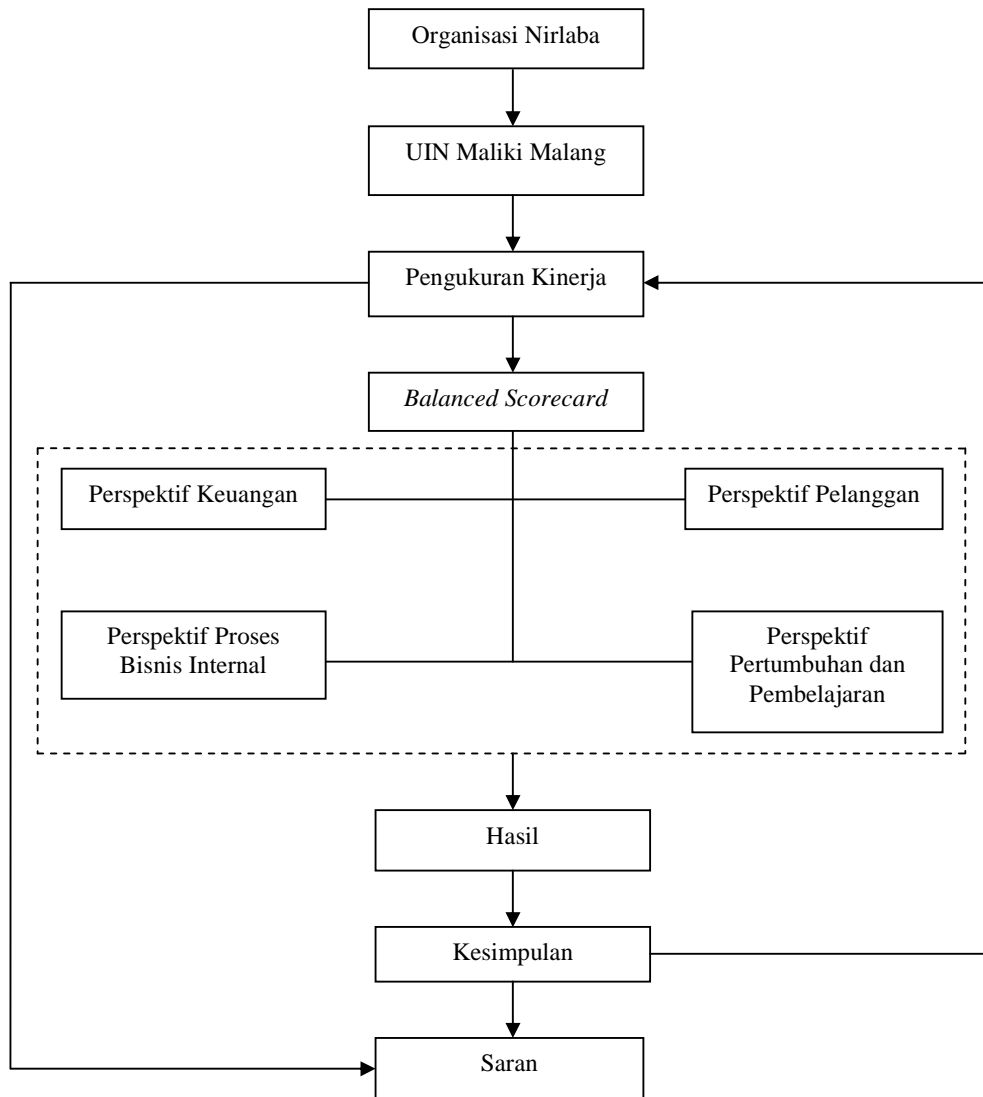 Organisasi Nirlaba
UIN Maliki Malang
Pengukuran Kinerja
Balanced Scorecard
Perspektif Keuangan
Perspektif Pelanggan
Perspektif Proses
Bisnis Internal
Perspektif
Pertumbuhan dan
Pembelajaran
Hasil
Kesimpulan
Saran